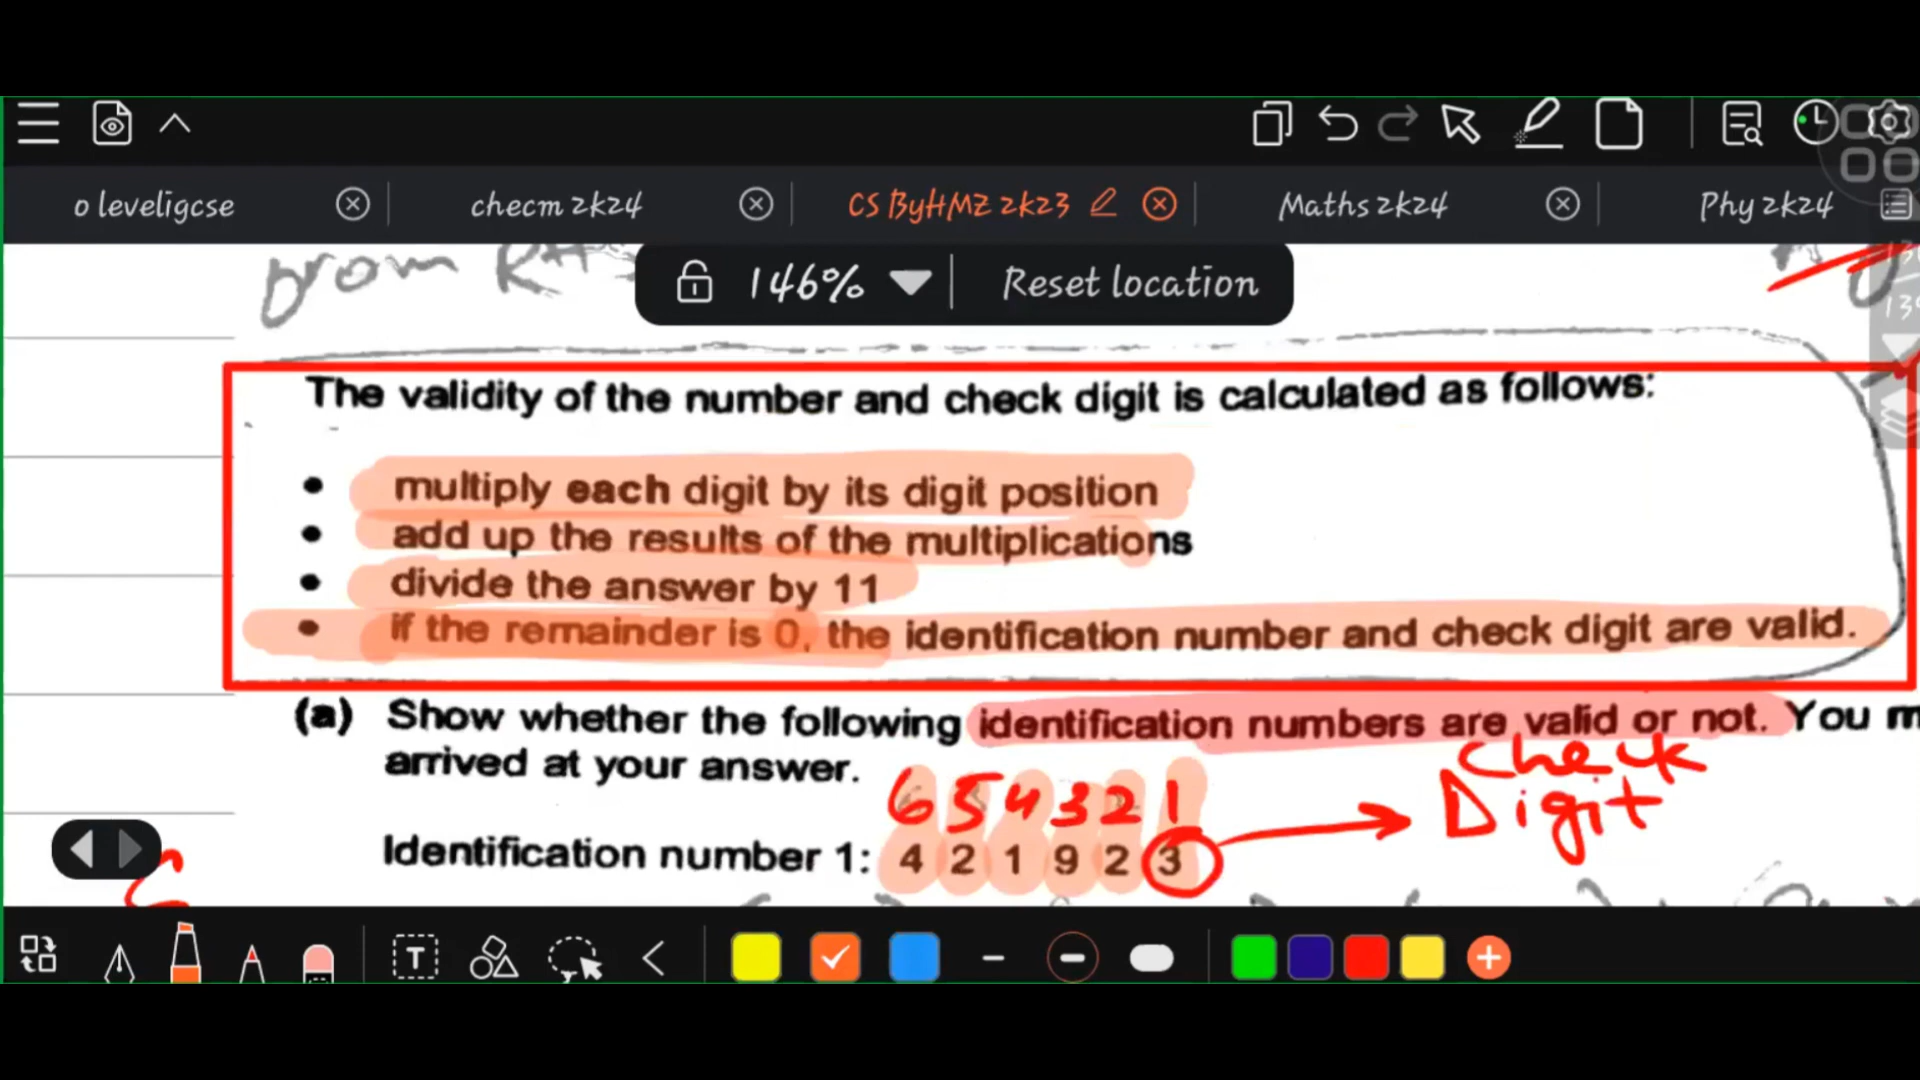 o leveligcse
checm 2k24
CS ByHMZ 2k23
Maths 2k24
Phy 2k24
from
146%
Reset location
The validity of the number and check digit is calculated as follows:
• multiply each digit by its digit position
• add up the results of the multiplications
• divide the answer by 11
• if the remainder is 0, the identification number and check digit are valid.
(a) Show whether the following identification numbers are valid or not. You m
arrived at your answer.
check
Digit
6 5 4 3 2 1
Identification number 1: 4 2 1 9 2 3
T